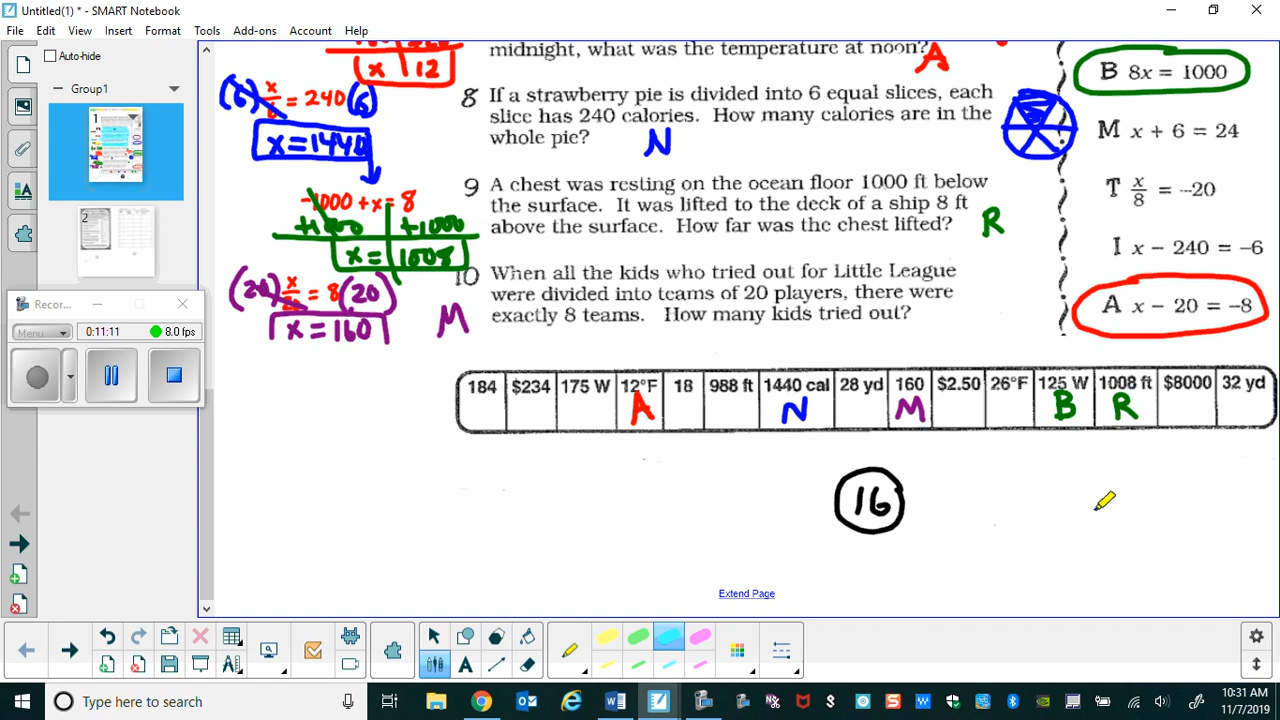 Untitled(1) * - SMART Notebook
File Edit View Insert Format Tools Add-ons Account Help
Auto-hide
Group1
1
2
Recor...
Menu
0:11:11
8.0 fps
x 12
midnight, what was the temperature at noon?
A
(6) x/6 = 240 (6)
x = 1440
8 If a strawberry pie is divided into 6 equal slices, each
slice has 240 calories. How many calories are in the
whole pie?
N
-1000 + x = 8
+1000 +1000
x = 1008
9 A chest was resting on the ocean floor 1000 ft below
the surface. It was lifted to the deck of a ship 8 ft
above the surface. How far was the chest lifted?
R
(20) x/20 = 8 (20)
x = 160
10 When all the kids who tried out for Little League
were divided into teams of 20 players, there were
exactly 8 teams. How many kids tried out?
M
B 8x = 1000
M x + 6 = 24
T x/8 = -20
I x - 240 = -6
A x - 20 = -8
184 $234 175 W 12°F 18 988 ft 1440 cal 28 yd 160 $2.50 26°F 125 W 1008 ft $8000 32 yd
A N M B R
16
Extend Page
Type here to search
10:31 AM
11/7/2019